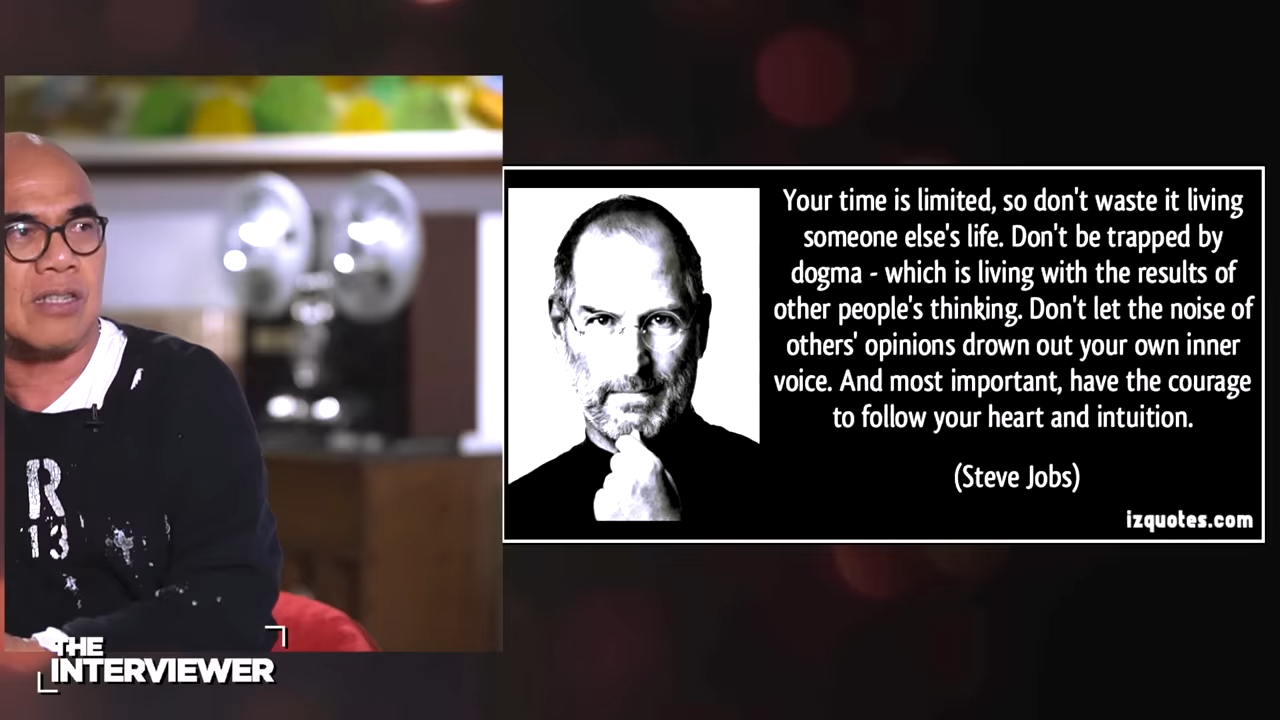 Your time is limited, so don't waste it living
someone else's life. Don't be trapped by
dogma - which is living with the results of
other people's thinking. Don't let the noise of
others' opinions drown out your own inner
voice. And most important, have the courage
to follow your heart and intuition.
(Steve Jobs)
izquotes.com
R
13
THE
INTERVIEWER